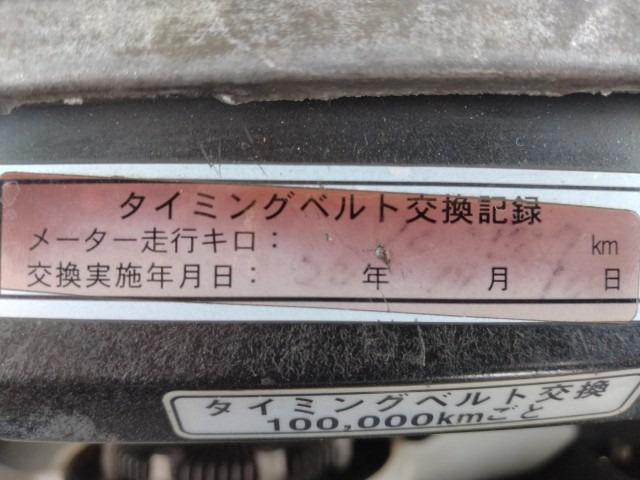 タイミングベルト交換記録
メーター走行キロ： km
交換実施年月日： 年 月 日
タイミングベルト交換
100,000kmごと